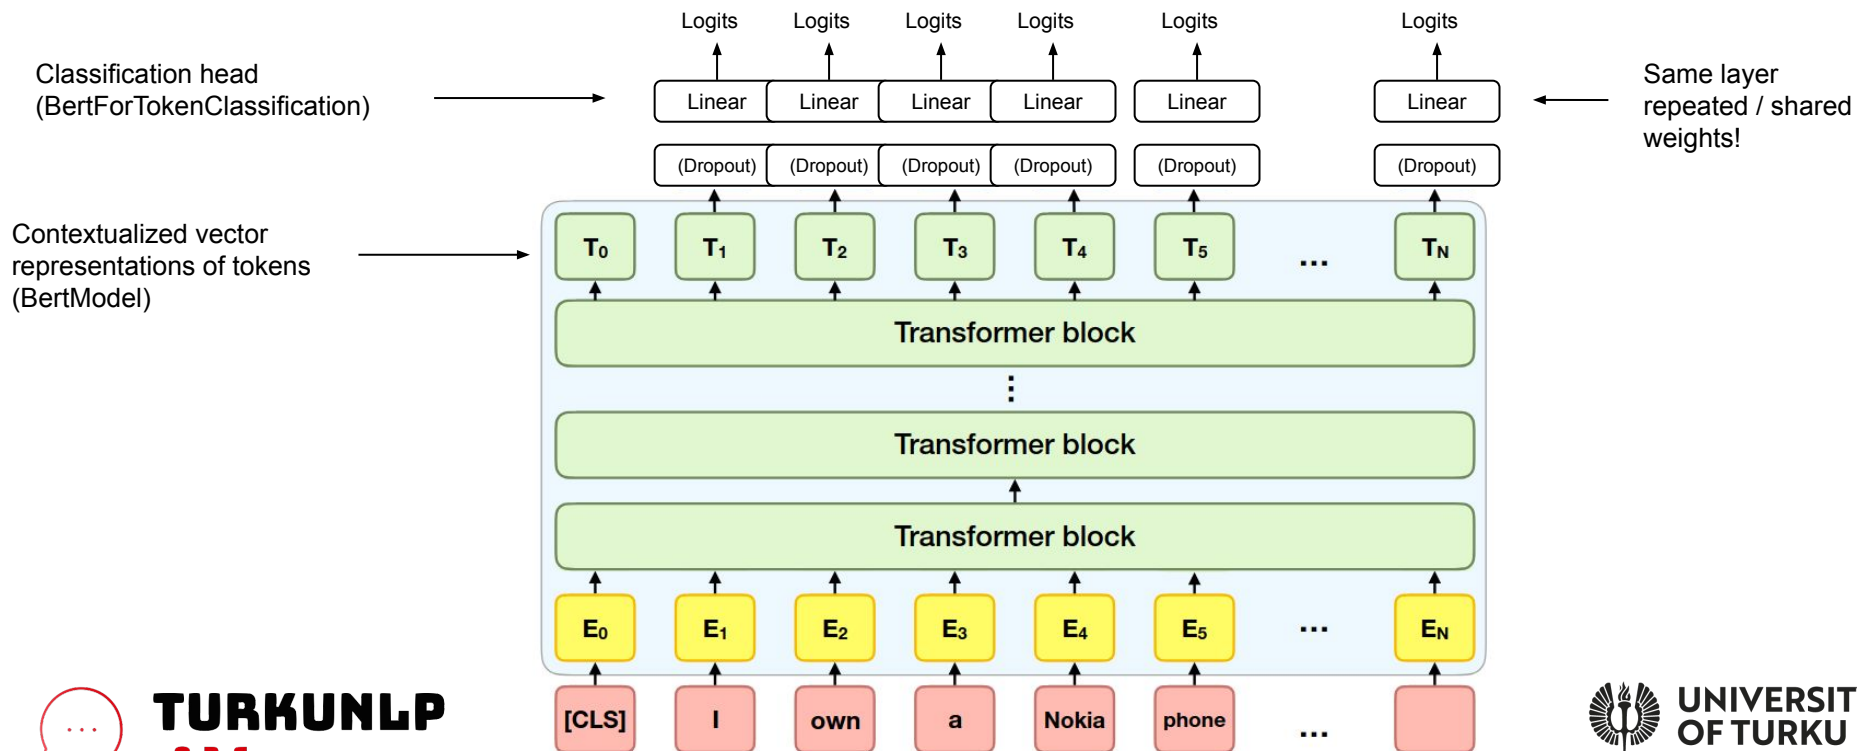 Logits Logits Logits Logits Logits Logits
Classification head
(BertForTokenClassification)
Linear Linear Linear Linear Linear Linear
Same layer
repeated / shared
weights!
(Dropout) (Dropout) (Dropout) (Dropout) (Dropout) (Dropout)
Contextualized vector
representations of tokens
(BertModel)
T0 T1 T2 T3 T4 T5 ... TN
Transformer block
Transformer block
Transformer block
E0 E1 E2 E3 E4 E5 ... EN
[CLS] I own a Nokia phone ...
TURKUNLP
UNIVERSIT
OF TURKU